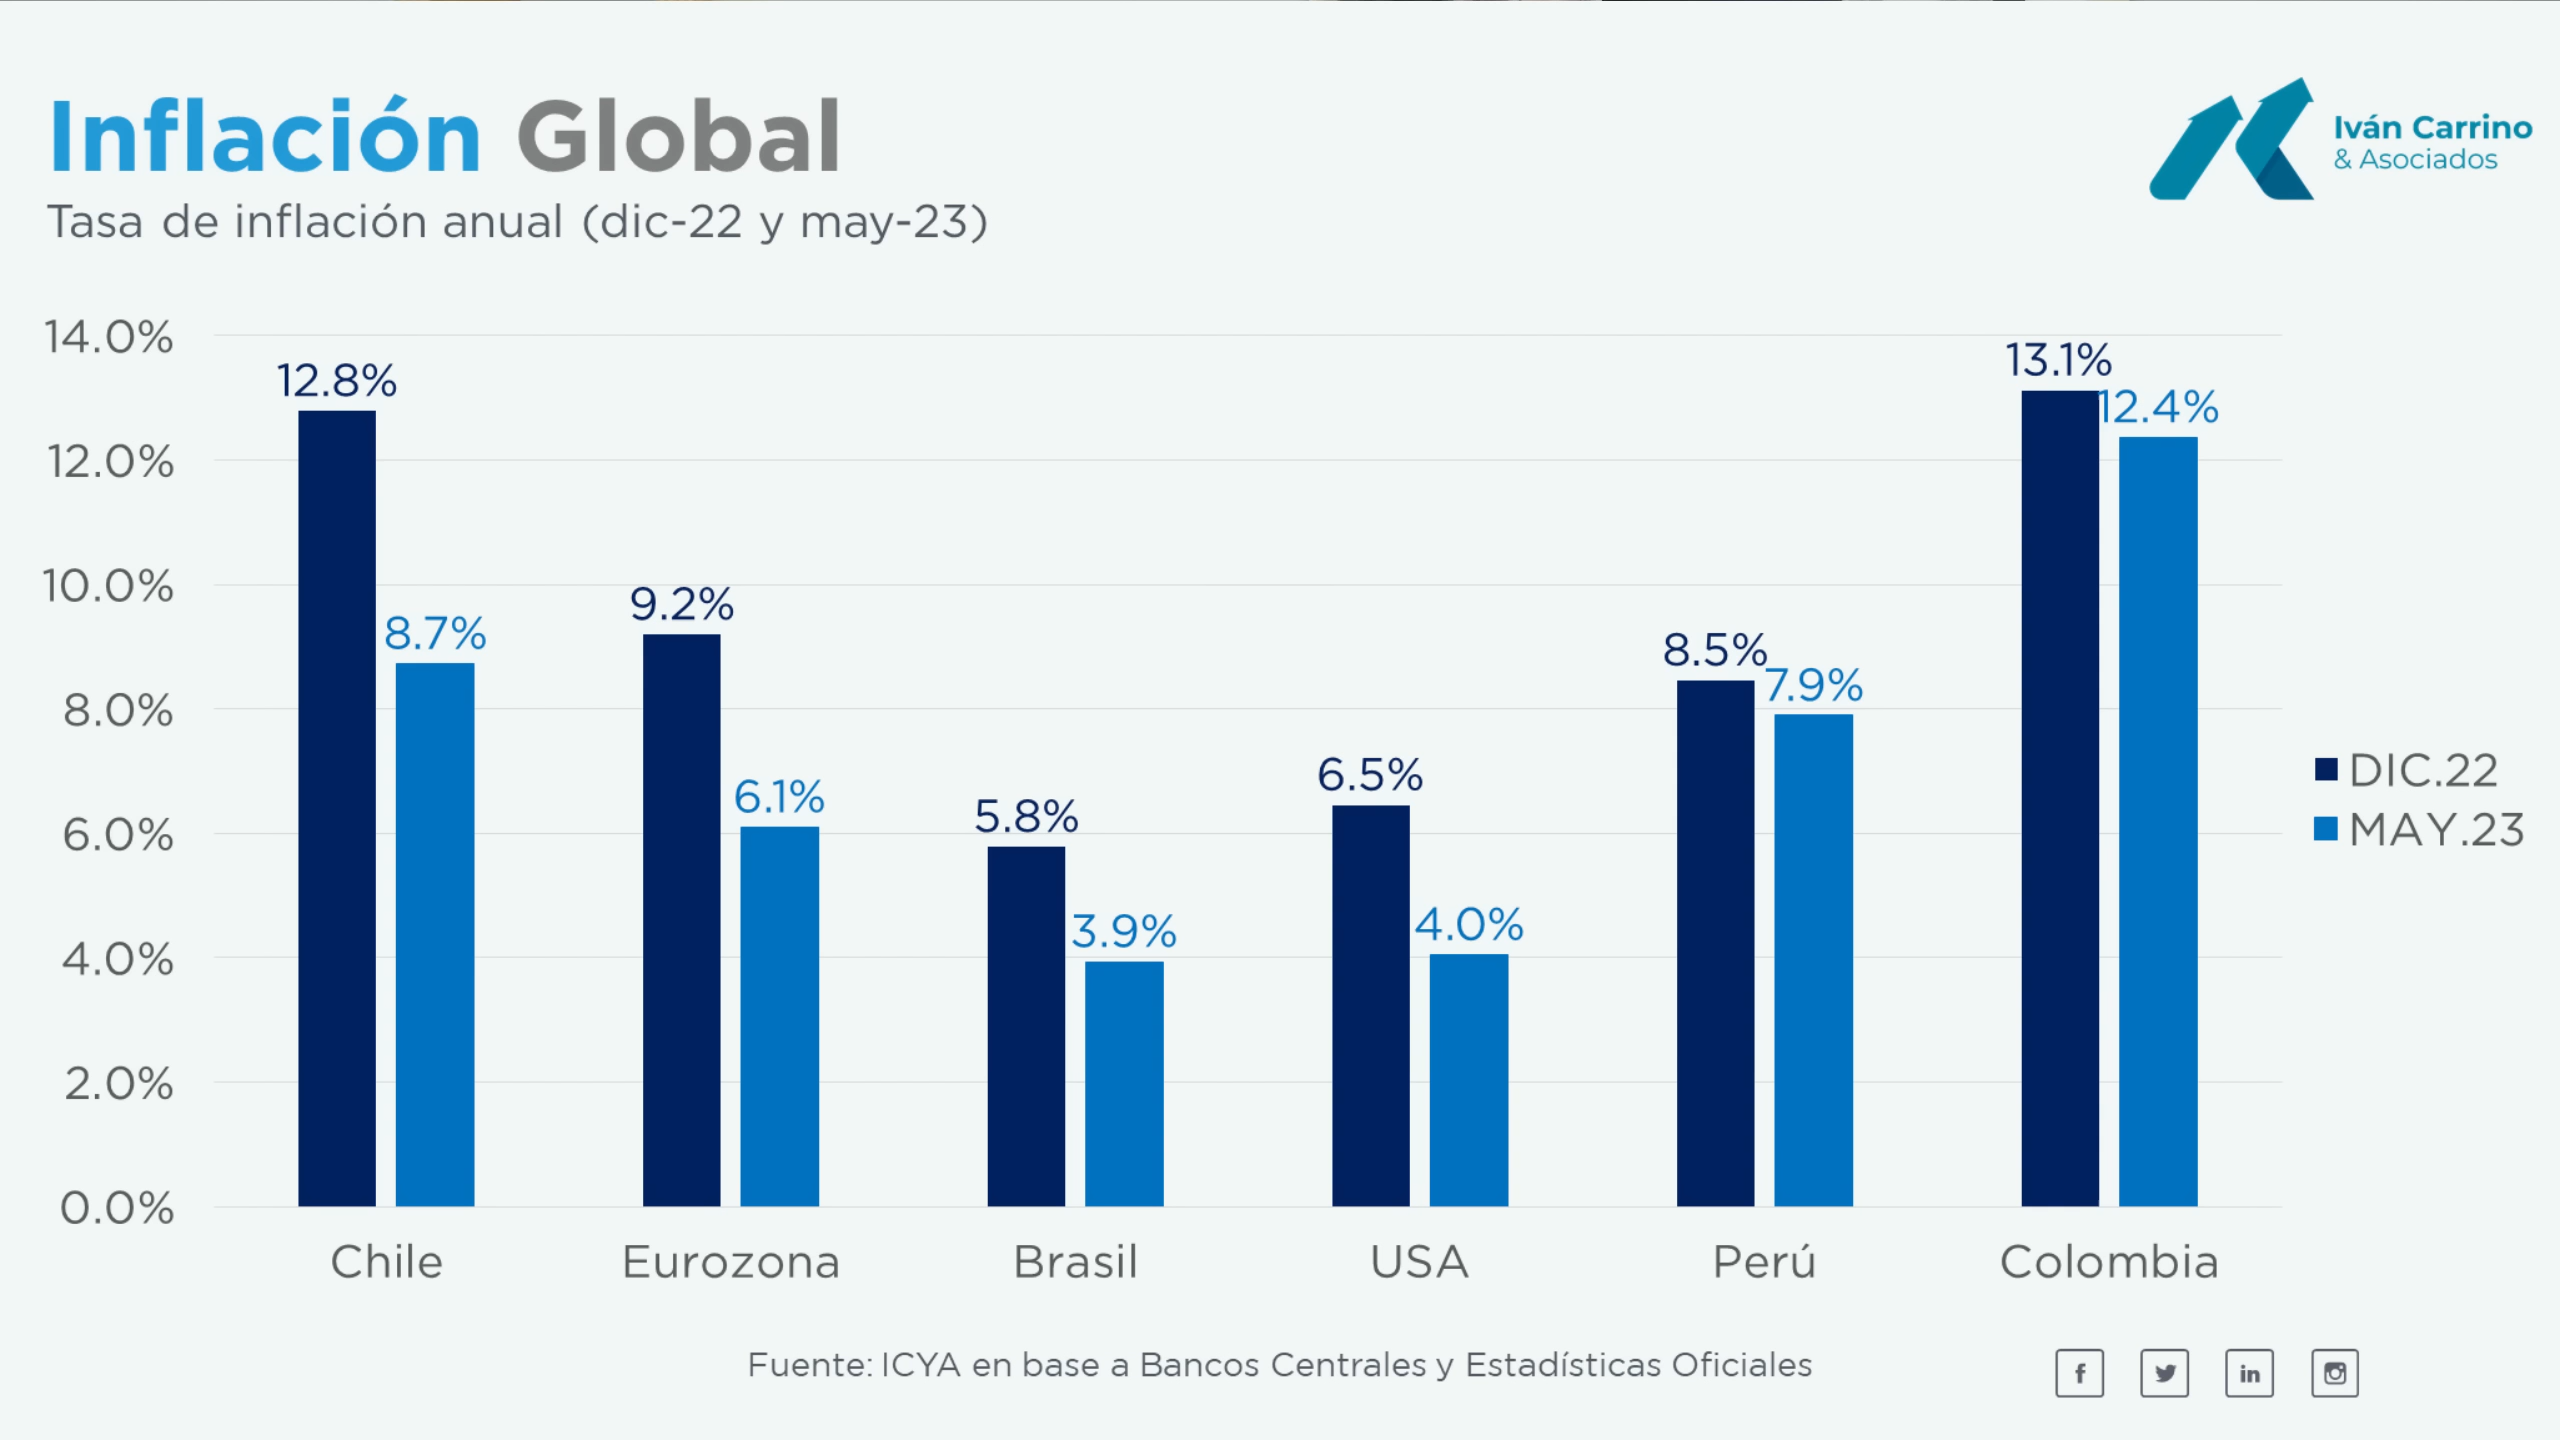 Inflación Global
Tasa de inflación anual (dic-22 y may-23)
Iván Carrino
& Asociados
14.0%
12.0%
10.0%
8.0%
6.0%
4.0%
2.0%
0.0%
12.8%
8.7%
9.2%
6.1%
5.8%
3.9%
6.5%
4.0%
8.5%
7.9%
13.1%
12.4%
DIC.22
MAY.23
Chile
Eurozona
Brasil
USA
Perú
Colombia
Fuente: ICYA en base a Bancos Centrales y Estadísticas Oficiales
f
in